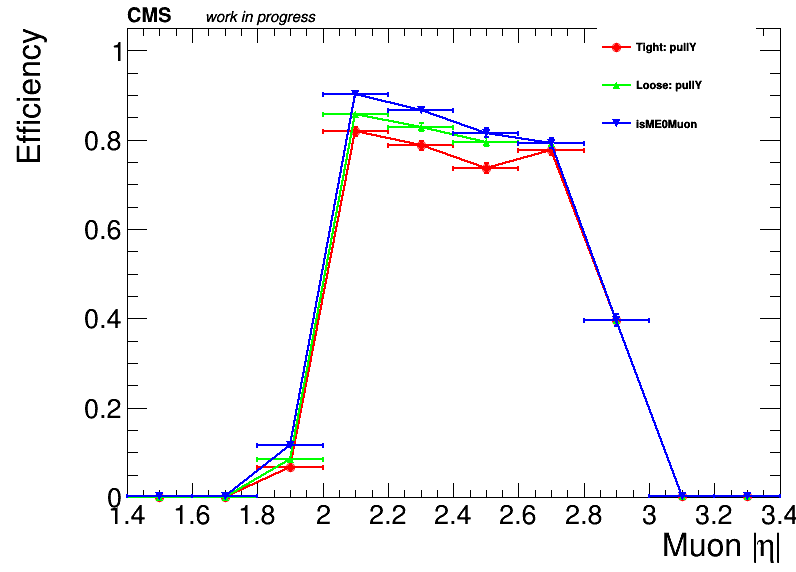 CMS work in progress
Efficiency
Tight: pullY
Loose: pullY
isME0Muon
1
0.8
0.6
0.4
0.2
0
1.4 1.6 1.8 2 2.2 2.4 2.6 2.8 3 3.2 3.4
Muon |η|